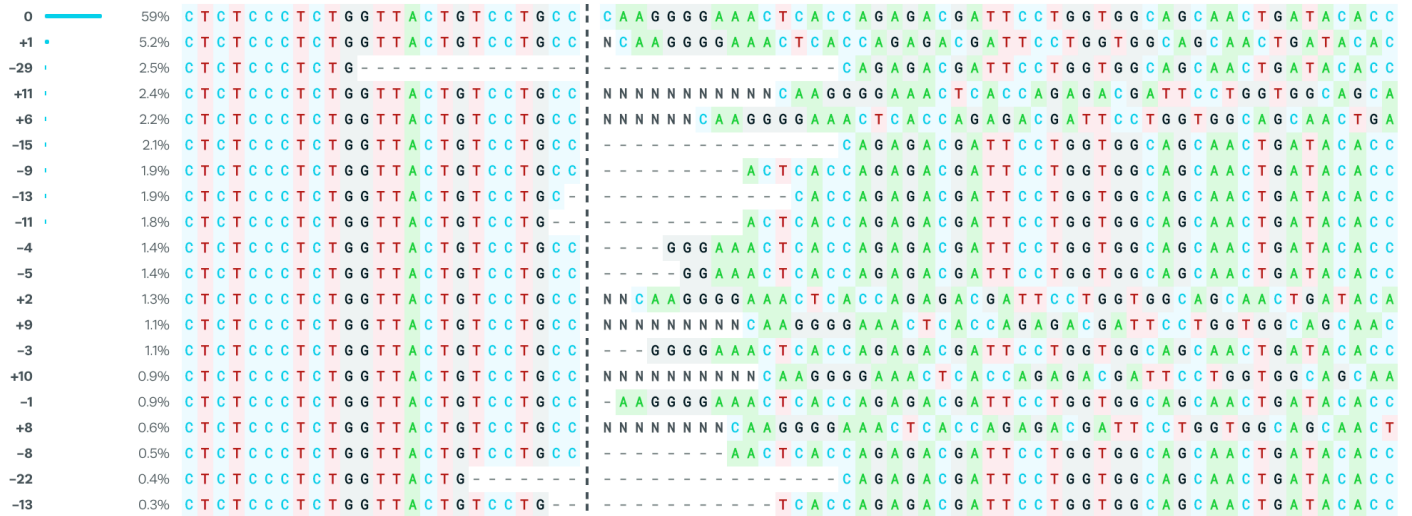 0 59% CTCTCCCTCTGGTTACTGTCCTGCC CAAGGGGAAACTCACCAGAGACGATTCCTGGTGGCAGCAACTGATACACC
+1 5.2% CTCTCCCTCTGGTTACTGTCCTGCC NCAAGGGGAAACTCACCAGAGACGATTCCTGGTGGCAGCAACTGATACAC
-29 2.5% CTCTCCCTCTG-------------- ---------------CAGAGACGATTCCTGGTGGCAGCAACTGATACACC
+11 2.4% CTCTCCCTCTGGTTACTGTCCTGCC NNNNNNNNNNNCAAGGGGAAACTCACCAGAGACGATTCCTGGTGGCAGCA
+6 2.2% CTCTCCCTCTGGTTACTGTCCTGCC NNNNNNCAAGGGGAAACTCACCAGAGACGATTCCTGGTGGCAGCAACTGA
-15 2.1% CTCTCCCTCTGGTTACTGTCCTGCC ---------------CAGAGACGATTCCTGGTGGCAGCAACTGATACACC
-9 1.9% CTCTCCCTCTGGTTACTGTCCTGCC ---------ACTCACCAGAGACGATTCCTGGTGGCAGCAACTGATACACC
-13 1.9% CTCTCCCTCTGGTTACTGTCCTGC- ------------CACCAGAGACGATTCCTGGTGGCAGCAACTGATACACC
-11 1.8% CTCTCCCTCTGGTTACTGTCCTG-- ---------ACTCACCAGAGACGATTCCTGGTGGCAGCAACTGATACACC
-4 1.4% CTCTCCCTCTGGTTACTGTCCTGCC ----GGGAAACTCACCAGAGACGATTCCTGGTGGCAGCAACTGATACACC
-5 1.4% CTCTCCCTCTGGTTACTGTCCTGCC -----GGAAACTCACCAGAGACGATTCCTGGTGGCAGCAACTGATACACC
+2 1.3% CTCTCCCTCTGGTTACTGTCCTGCC NNCAAGGGGAAACTCACCAGAGACGATTCCTGGTGGCAGCAACTGATACA
+9 1.1% CTCTCCCTCTGGTTACTGTCCTGCC NNNNNNNNNCAAGGGGAAACTCACCAGAGACGATTCCTGGTGGCAGCAAC
-3 1.1% CTCTCCCTCTGGTTACTGTCCTGCC ---GGGGAAACTCACCAGAGACGATTCCTGGTGGCAGCAACTGATACACC
+10 0.9% CTCTCCCTCTGGTTACTGTCCTGCC NNNNNNNNNNCAAGGGGAAACTCACCAGAGACGATTCCTGGTGGCAGCAA
-1 0.9% CTCTCCCTCTGGTTACTGTCCTGCC -AAGGGGAAACTCACCAGAGACGATTCCTGGTGGCAGCAACTGATACACC
+8 0.6% CTCTCCCTCTGGTTACTGTCCTGCC NNNNNNNNCAAGGGGAAACTCACCAGAGACGATTCCTGGTGGCAGCAACT
-8 0.5% CTCTCCCTCTGGTTACTGTCCTGCC --------AACTCACCAGAGACGATTCCTGGTGGCAGCAACTGATACACC
-22 0.4% CTCTCCCTCTGGTTACTG------- ---------------CAGAGACGATTCCTGGTGGCAGCAACTGATACACC
-13 0.3% CTCTCCCTCTGGTTACTGTCCTG-- -----------TCACCAGAGACGATTCCTGGTGGCAGCAACTGATACACC